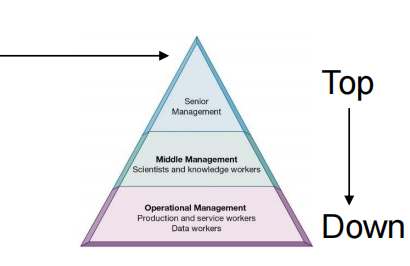 Senior
Management
Middle Management
Scientists and knowledge workers
Operational Management
Production and service workers
Data workers
Top
Down